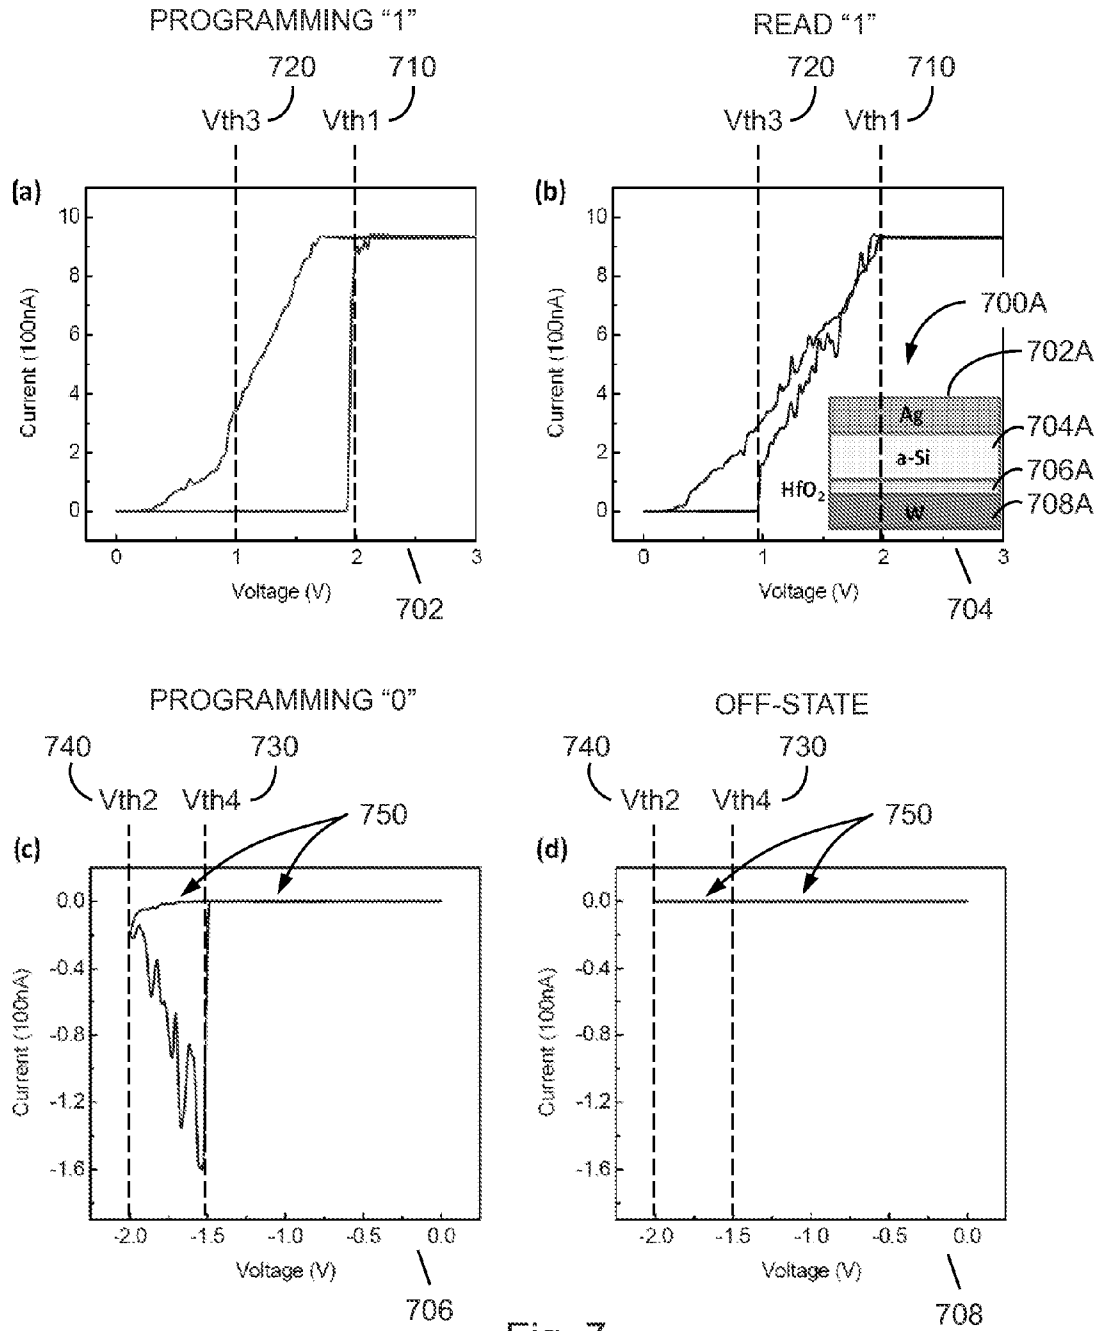 PROGRAMMING “1” READ “1”
720 710 720 710
Vth3 Vth1 Vth3 Vth1
(a) (b)
10 10
8 8
6 6
4 4
2 2
0 0
Current (100nA) Current (100nA)
700A
702A
Ag
704A
a-Si
706A
HfO2
708A
W
0 1 2 3 0 1 2 3
Voltage (V) Voltage (V)
702 704
PROGRAMMING “0” OFF-STATE
740 730 740 730
Vth2 Vth4 Vth2 Vth4
750 750
(c) (d)
0.0 0.0
-0.4 -0.4
-0.8 -0.8
-1.2 -1.2
-1.6 -1.6
Current (100nA) Current (100nA)
-2.0 -1.5 -1.0 -0.5 0.0 -2.0 -1.5 -1.0 -0.5 0.0
Voltage (V) Voltage (V)
706 708